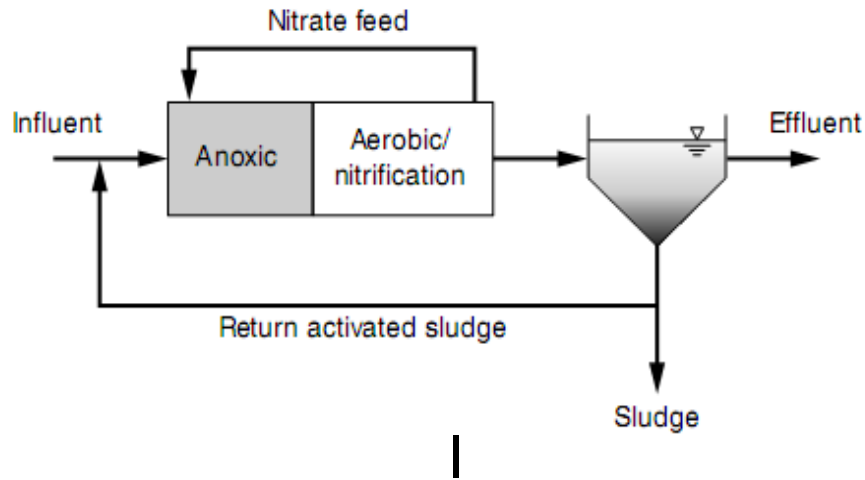 Nitrate feed
Influent
Anoxic
Aerobic/
nitrification
Effluent
Return activated sludge
Sludge